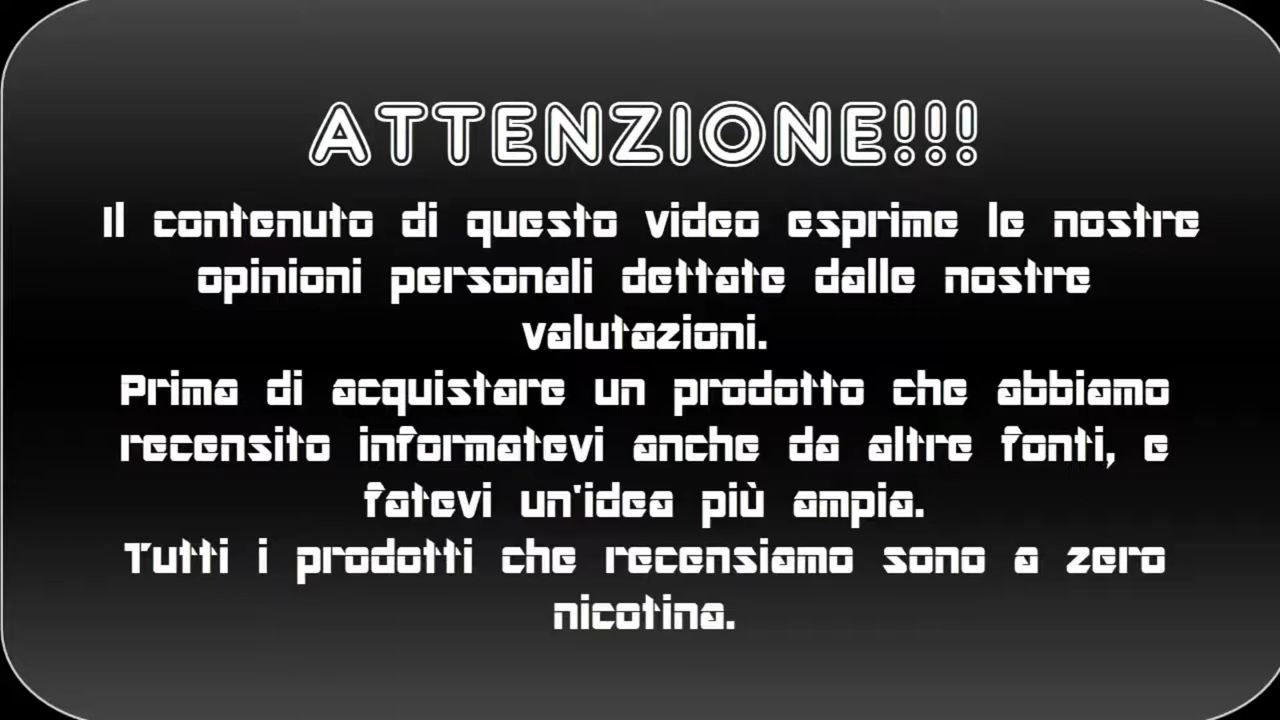 ATTENZIONE!!!
Il contenuto di questo video esprime le nostre
opinioni personali dettate dalle nostre
valutazioni.
Prima di acquistare un prodotto che abbiamo
recensito informatevi anche da altre fonti, e
fatevi un'idea più ampia.
Tutti i prodotti che recensiamo sono a zero
nicotina.